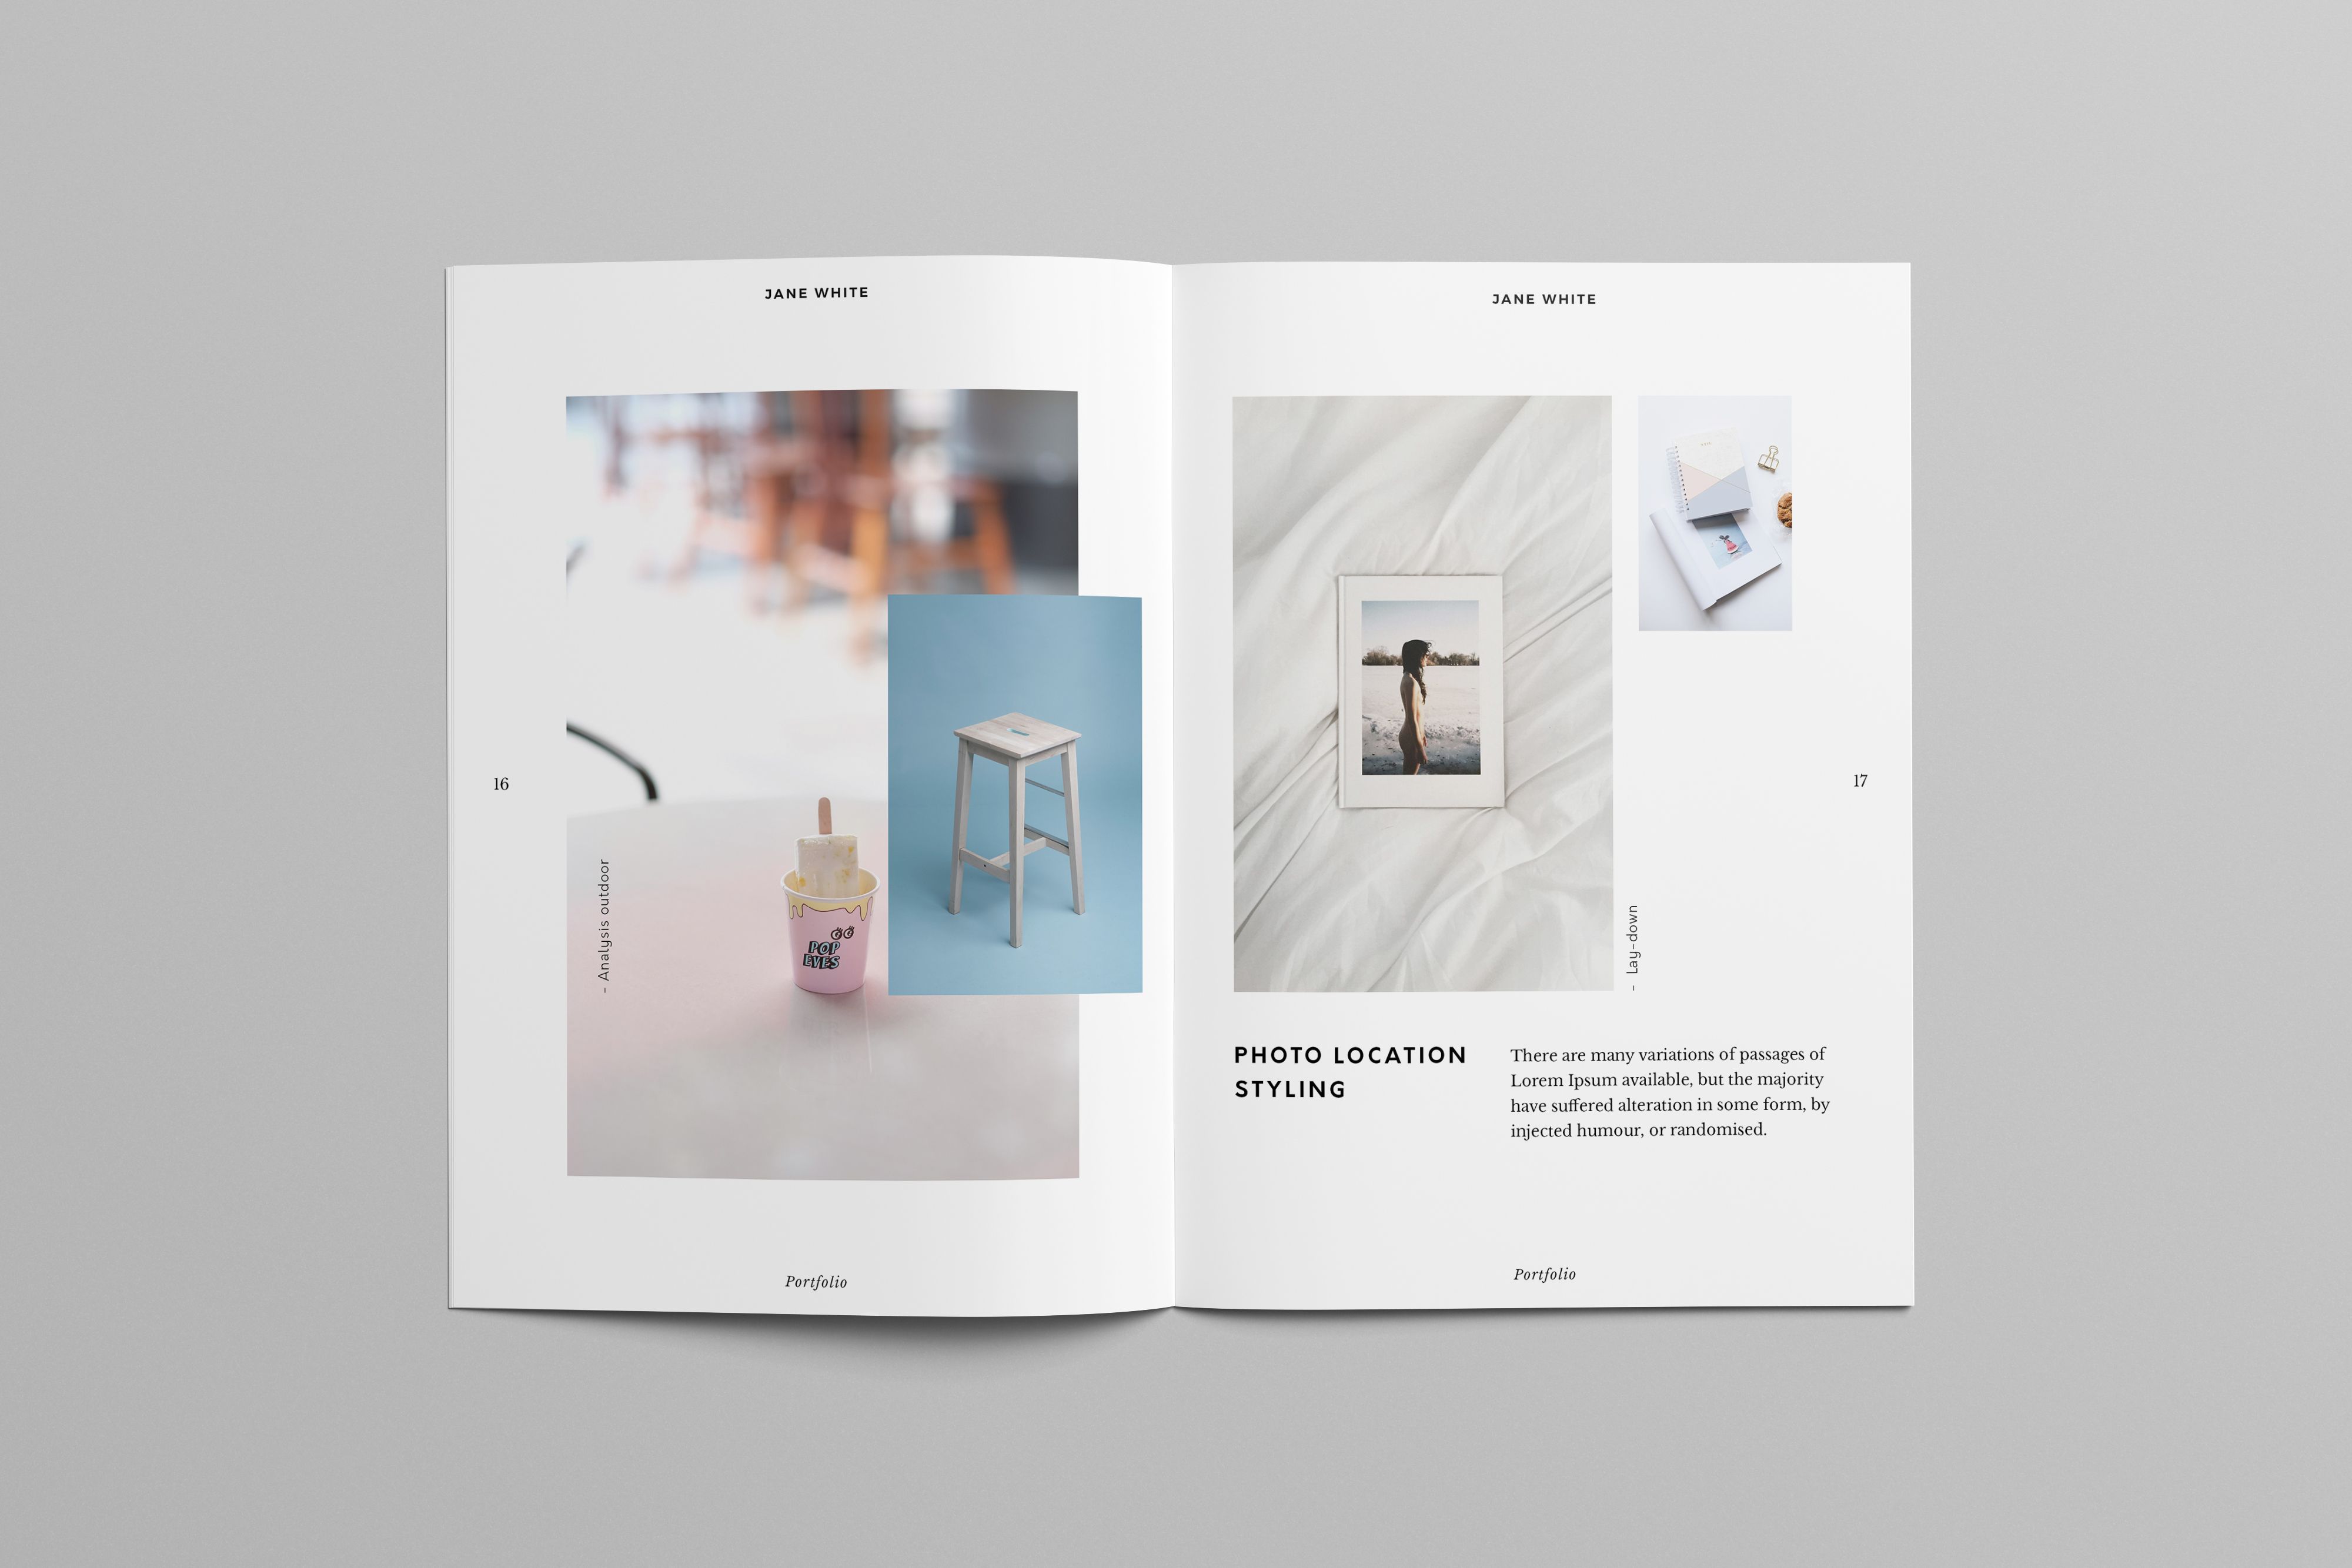 JANE WHITE
16
– Analysis outdoor
POP
EYES
Portfolio
JANE WHITE
17
– Lay-down
PHOTO LOCATION
STYLING
There are many variations of passages of
Lorem Ipsum available, but the majority
have suffered alteration in some form, by
injected humour, or randomised.
Portfolio